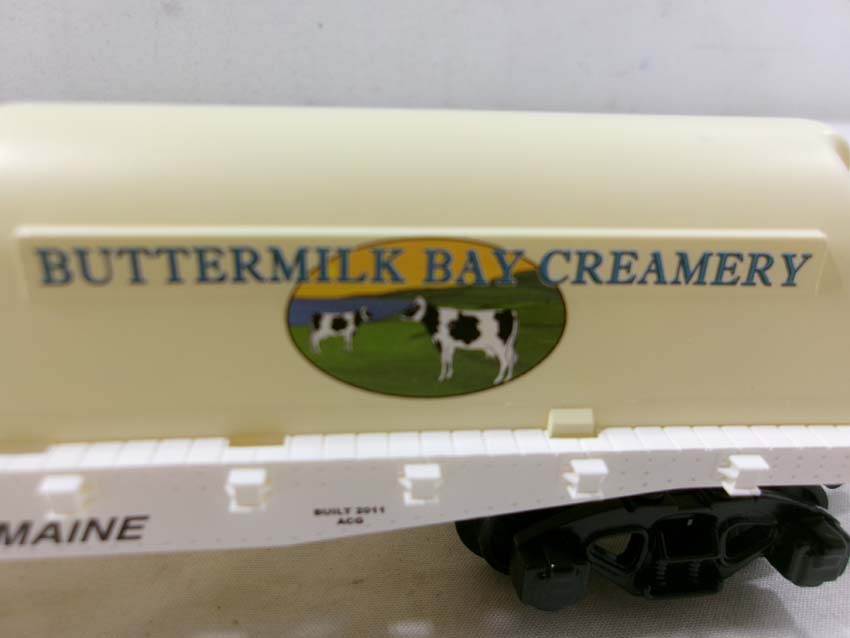 BUTTERMILK BAY CREAMERY
MAINE
BUILT 2011
ACG